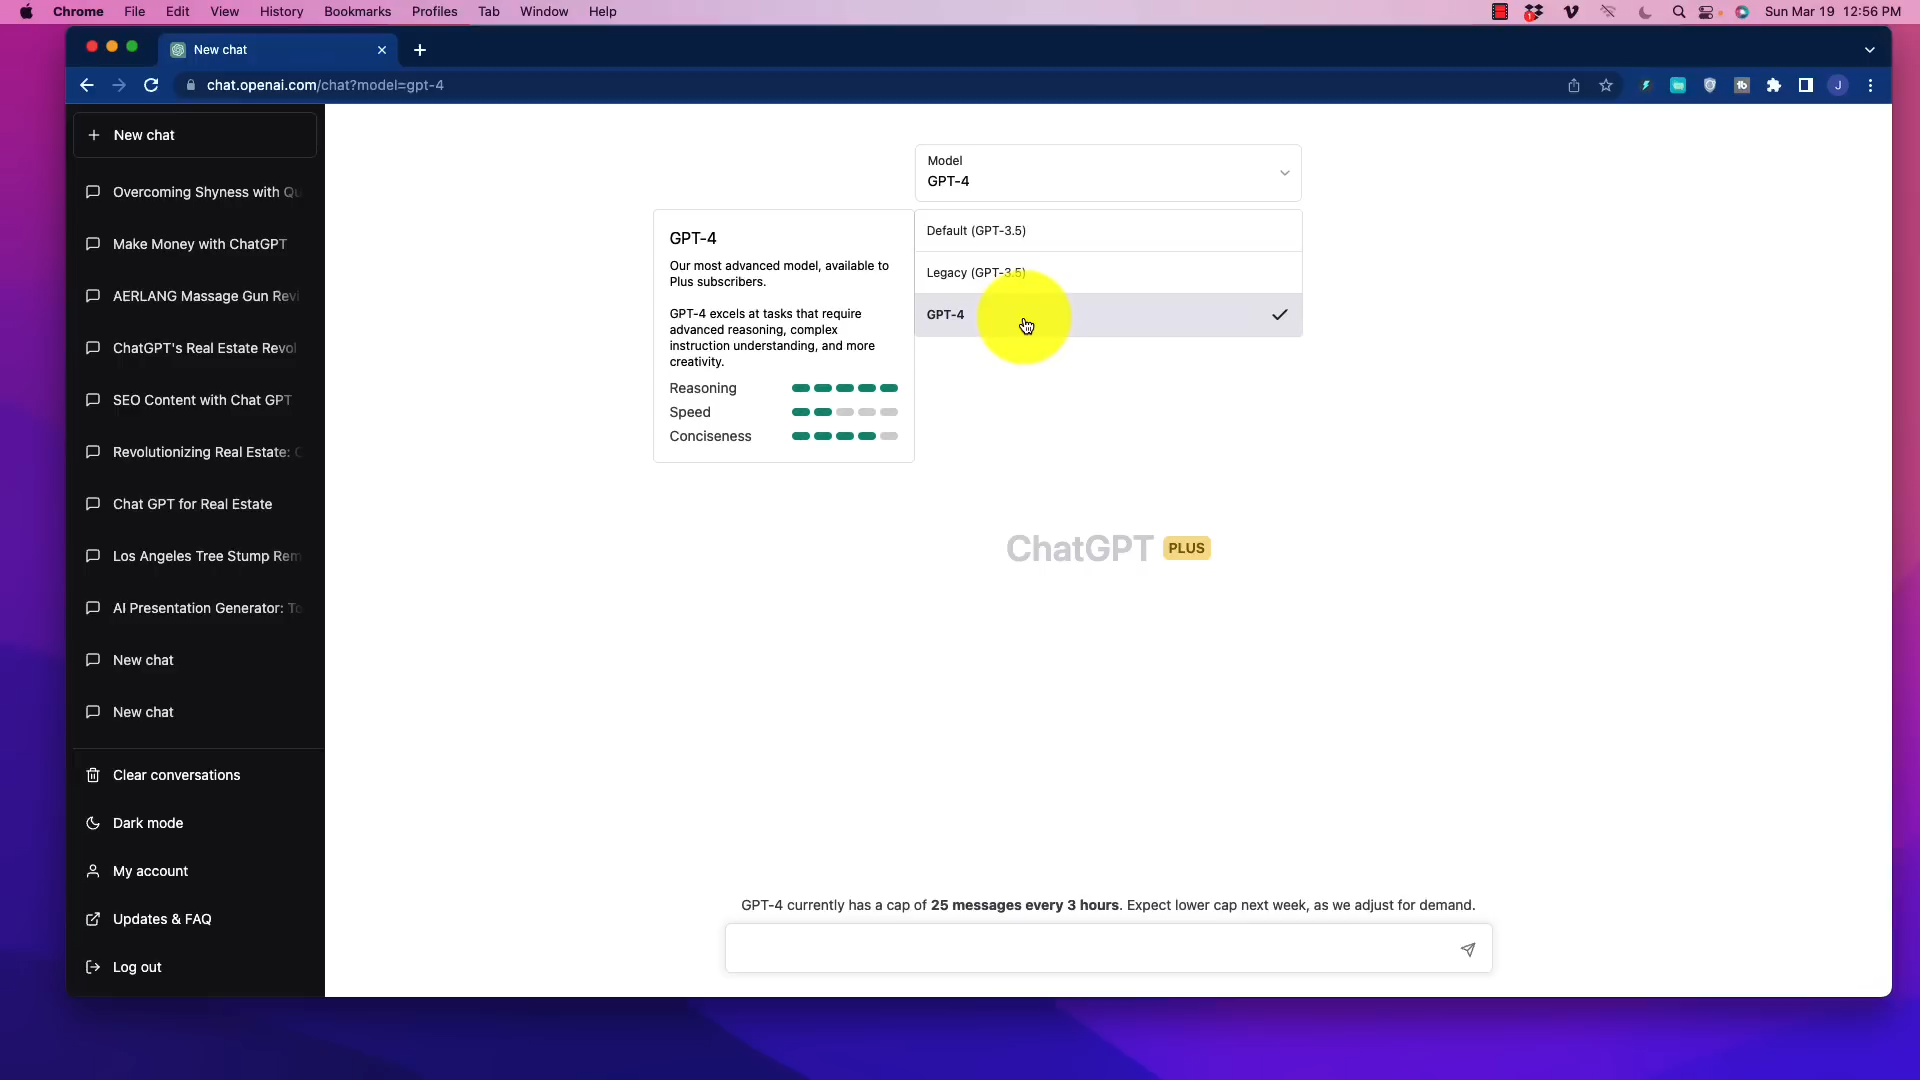 Chrome File Edit View History Bookmarks Profiles Tab Window Help
Sun Mar 19 12:56 PM
New chat
chat.openai.com/chat?model=gpt-4
J
New chat
Overcoming Shyness with Qu
Make Money with ChatGPT
AERLANG Massage Gun Revi
ChatGPT's Real Estate Revol
SEO Content with Chat GPT
Revolutionizing Real Estate: C
Chat GPT for Real Estate
Los Angeles Tree Stump Rem
AI Presentation Generator: To
New chat
New chat
Clear conversations
Dark mode
My account
Updates & FAQ
Log out
Model
GPT-4
Default (GPT-3.5)
Legacy (GPT-3.5)
GPT-4
GPT-4
Our most advanced model, available to
Plus subscribers.
GPT-4 excels at tasks that require
advanced reasoning, complex
instruction understanding, and more
creativity.
Reasoning
Speed
Conciseness
ChatGPT PLUS
GPT-4 currently has a cap of 25 messages every 3 hours. Expect lower cap next week, as we adjust for demand.